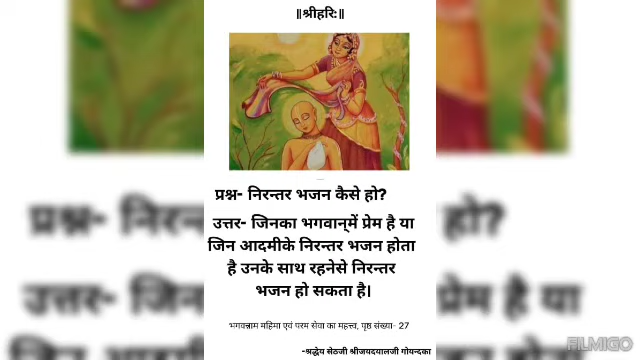 ॥श्रीहरि:॥
प्रश्न- निरन्तर भजन कैसे हो?
उत्तर- जिनका भगवान्‌में प्रेम है या
जिन आदमीके निरन्तर भजन होता
है उनके साथ रहनेसे निरन्तर
भजन हो सकता है।
भगवन्नाम महिमा एवं परम सेवा का महत्त्व, पृष्ठ संख्या- 27
-श्रद्धेय सेठजी श्रीजयदयालजी गोयन्दका
FILMIGO